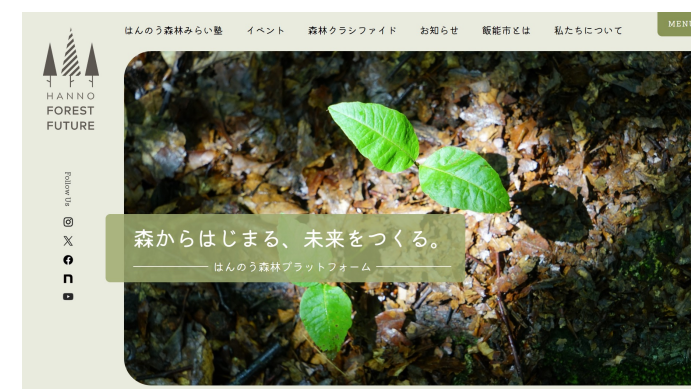 はんのう森林みらい塾 イベント 森林クラシファイド お知らせ 飯能市とは 私たちについて
HANNO
FOREST
FUTURE
Follow Us
森からはじまる、未来をつくる。
はんのう森林プラットフォーム